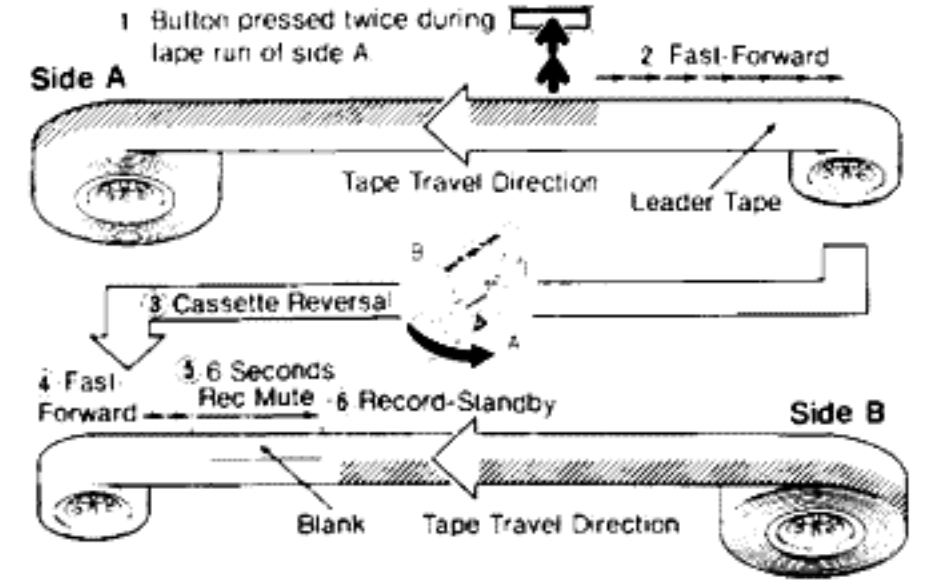 1 Button pressed twice during
tape run of side A.
2 Fast-Forward
Side A
Tape Travel Direction
Leader Tape
B
3 Cassette Reversal
A
4 Fast-
Forward
5 6 Seconds
Rec Mute
6 Record-Standby
Side B
Blank
Tape Travel Direction